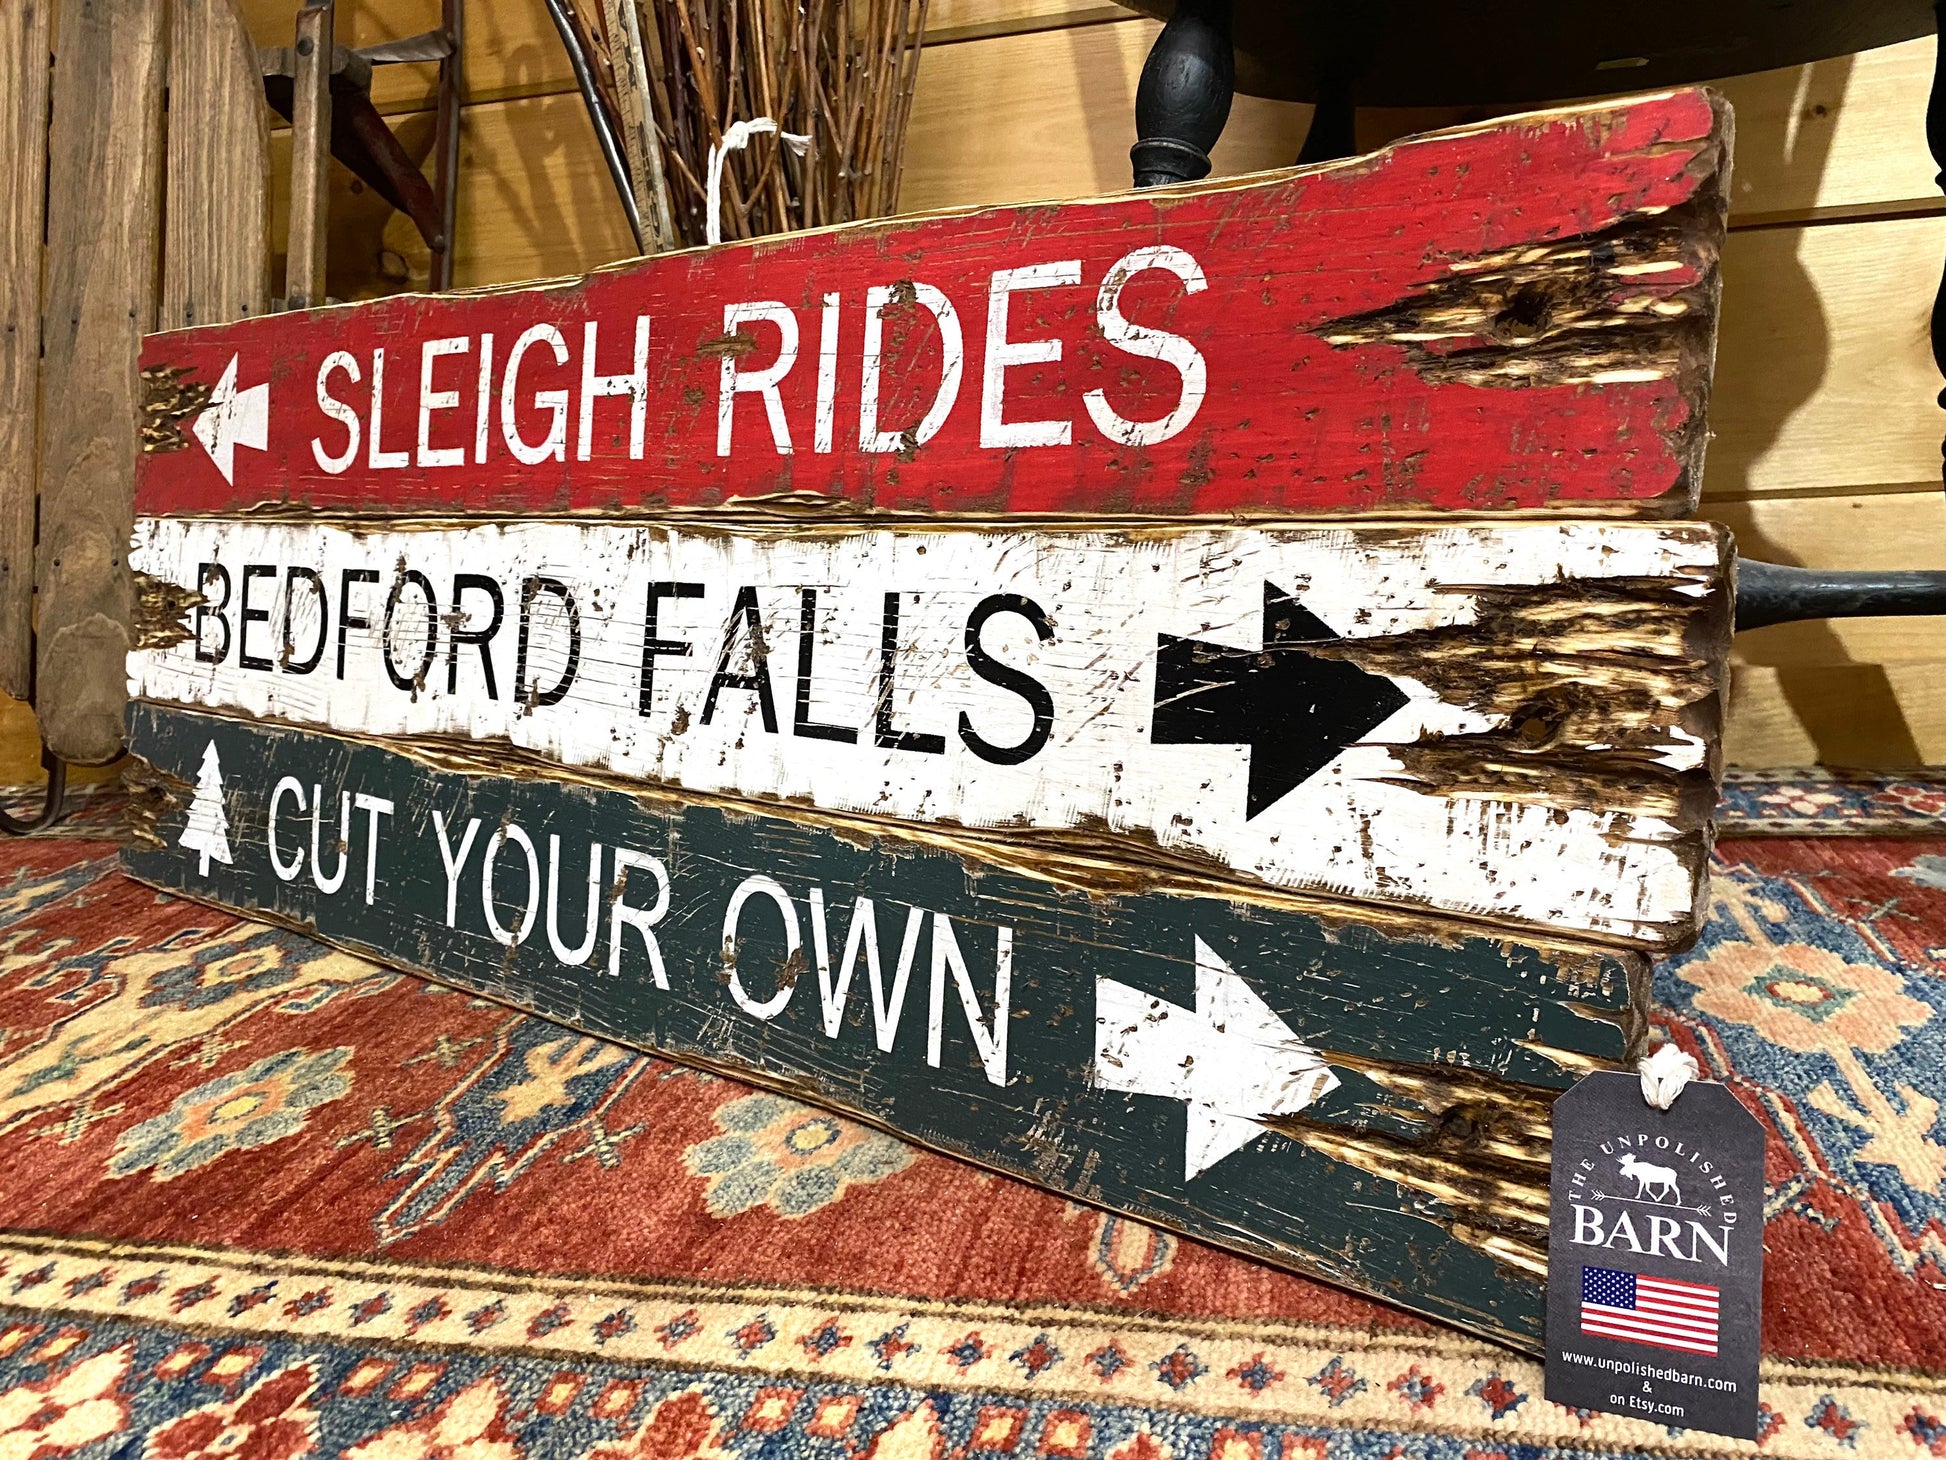 SLEIGH RIDES
BEDFORD FALLS
CUT YOUR OWN
THE UNPOLISHED
BARN
www.unpolishedbarn.com
&
on Etsy.com